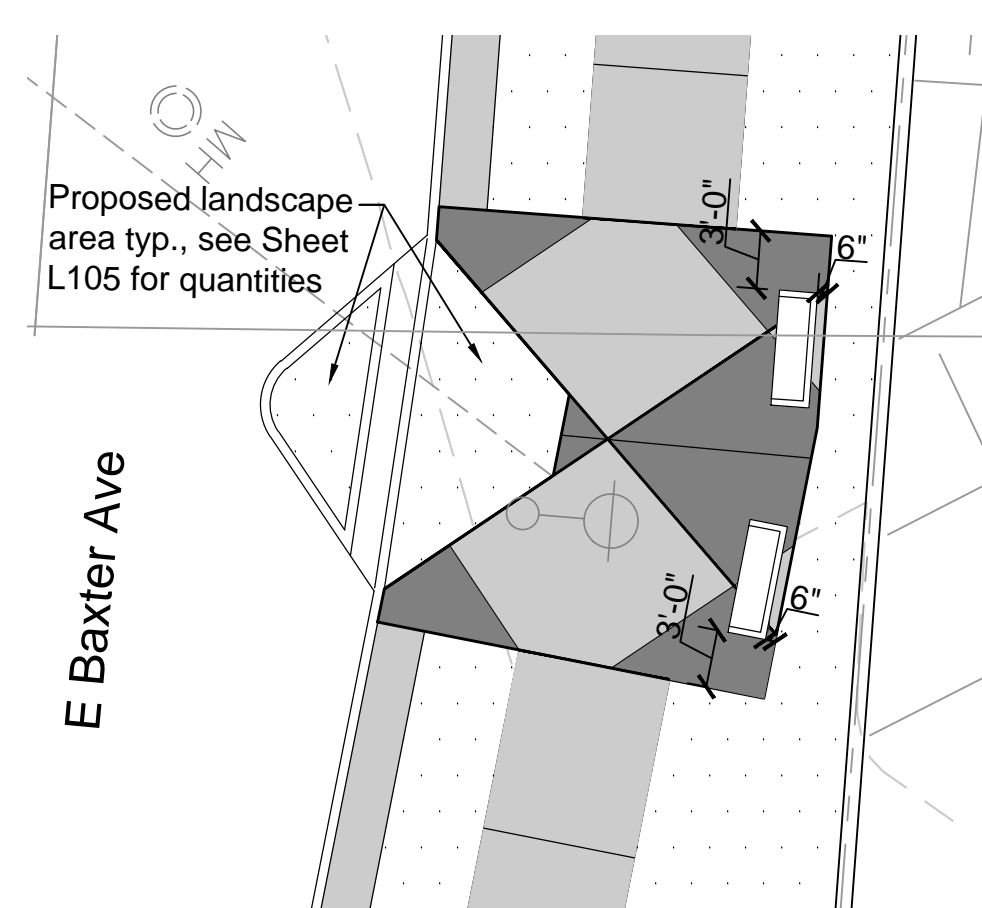 MH
Proposed landscape
area typ., see Sheet
L105 for quantities
3'-0"
6"
E Baxter Ave
3'-0"
6"